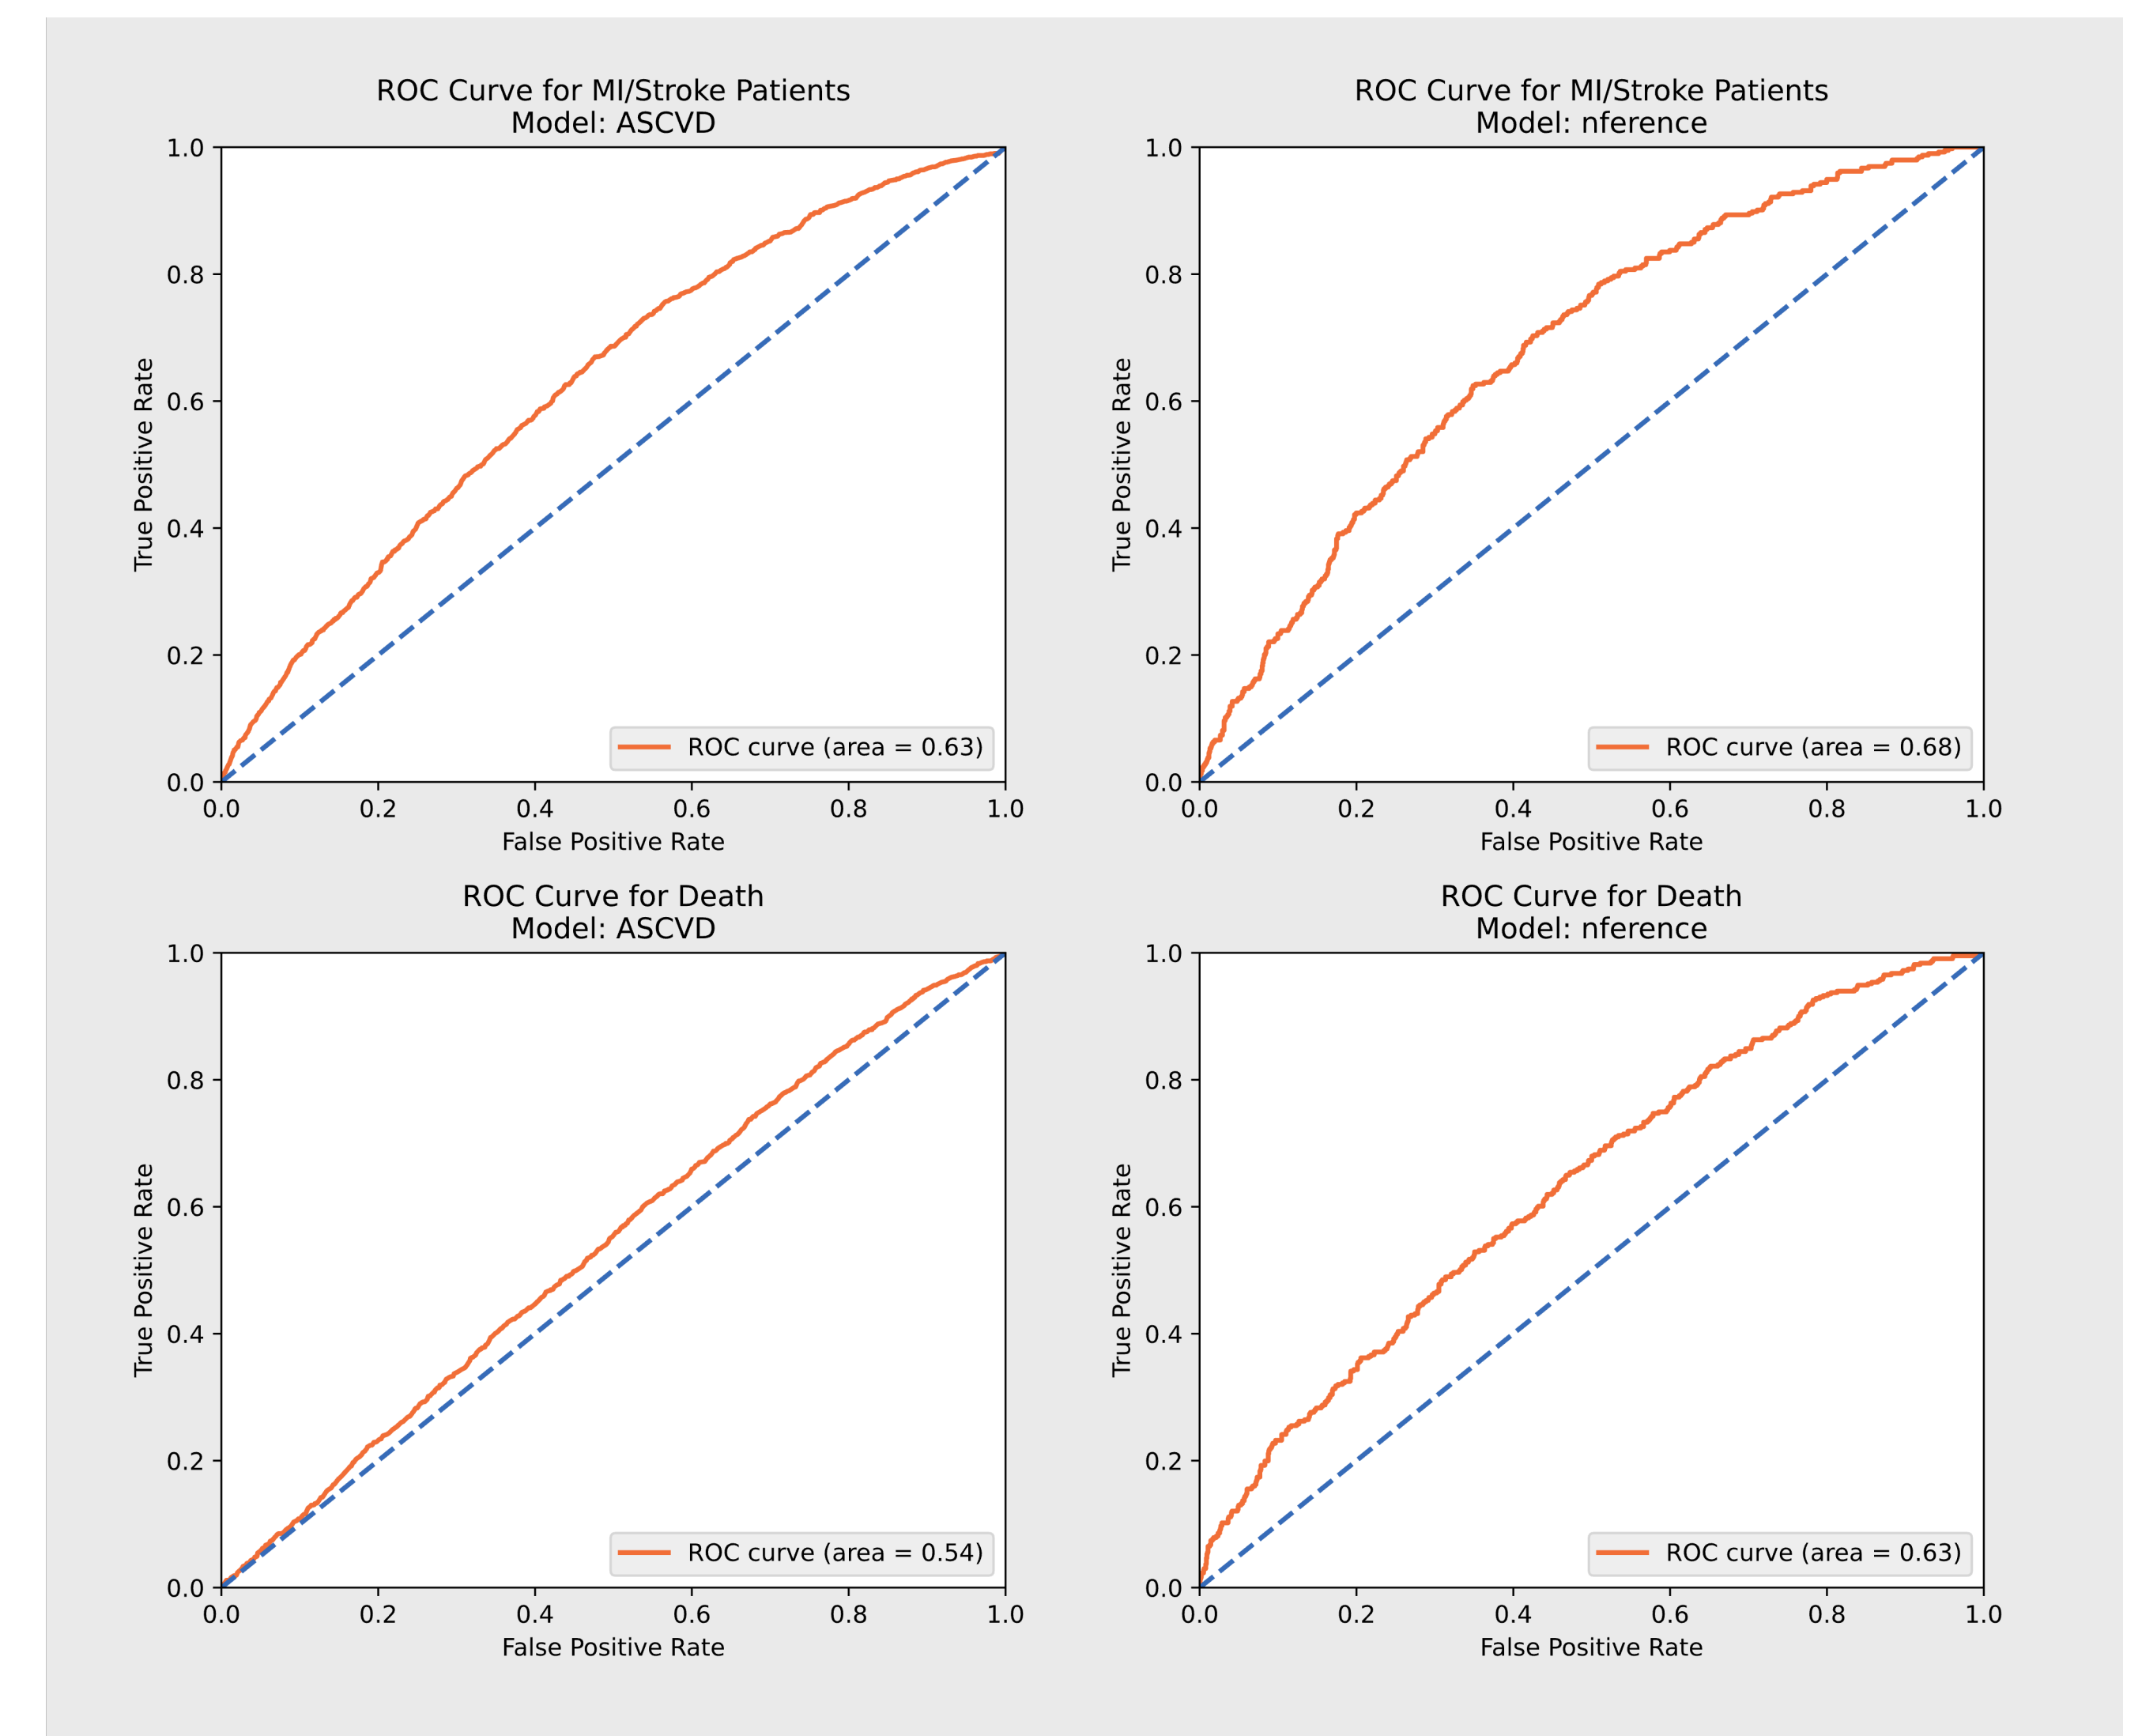 ROC Curve for MI/Stroke Patients
Model: ASCVD
1.0
0.8
0.6
0.4
0.2
0.0
True Positive Rate
ROC curve (area = 0.63)
0.0 0.2 0.4 0.6 0.8 1.0
False Positive Rate
ROC Curve for MI/Stroke Patients
Model: nference
1.0
0.8
0.6
0.4
0.2
0.0
True Positive Rate
ROC curve (area = 0.68)
0.0 0.2 0.4 0.6 0.8 1.0
False Positive Rate
ROC Curve for Death
Model: ASCVD
1.0
0.8
0.6
0.4
0.2
0.0
True Positive Rate
ROC curve (area = 0.54)
0.0 0.2 0.4 0.6 0.8 1.0
False Positive Rate
ROC Curve for Death
Model: nference
1.0
0.8
0.6
0.4
0.2
0.0
True Positive Rate
ROC curve (area = 0.63)
0.0 0.2 0.4 0.6 0.8 1.0
False Positive Rate